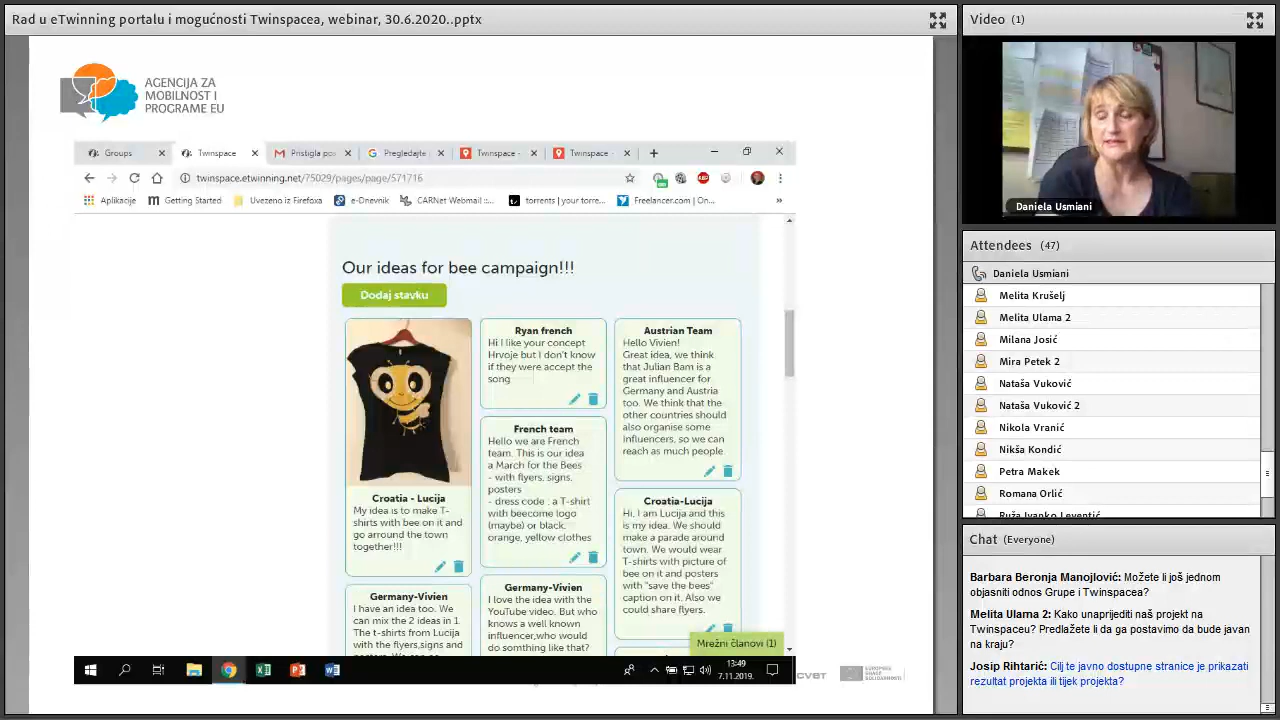 Rad u eTwinning portalu i mogućnosti Twinspacea, webinar, 30.6.2020..pptx
AGENCIJA ZA
MOBILNOST I
PROGRAME EU
Groups
Twinspace
Pristigla po
Pregledajte
Twinspace -
Twinspace
twinspace.etwinning.net/75029/pages/page/571716
Aplikacije
Getting Started
Uvezeno iz Firefoxa
e-Dnevnik
CARNet Webmail ::..
torrents (your torre...
Freelancer.com | On...
Our ideas for bee campaign!!!
Dodaj stavku
Croatia - Lucija
My idea is to make T-
shirts with bee on it and
go arround the town
together!!!
Germany-Vivien
I have an idea too. We
can mix the 2 ideas in 1.
The t-shirts from Lucija
with the flyers,signs and
Ryan french
Hi I like your concept
Hrvoje but I don't know
if they were accept the
song
French team
Hello we are French
team. This is our idea
a March for the Bees
- with flyers, signs,
posters
- dress code : a T-shirt
with beecome logo
(maybe) or black,
orange, yellow clothes
Germany-Vivien
I love the idea with the
YouTube video. But who
knows a well known
influencer,who would
do somthing like that?
Austrian Team
Hello Vivien!
Great idea, we think
that Julian Bam is a
great influencer for
Germany and Austria
too. We think that the
other countries should
also organise some
influencers, so we can
reach as much people.
Croatia-Lucija
Hi, I am Lucija and this
is my idea. We should
make a parade around
town. We would wear
T-shirts with picture of
bee on it and posters
with "save the bees"
caption on it. Also we
could share flyers.
Mrežni članovi (1)
13:49
7.11.2019.
Video (1)
Daniela Usmiani
Attendees (47)
Daniela Usmiani
Melita Krušelj
Melita Ulama 2
Milana Josić
Mira Petek 2
Nataša Vuković
Nataša Vuković 2
Nikola Vranić
Nikša Kondić
Petra Makek
Romana Orlić
Ruža Ivanko Leventić
Chat (Everyone)
Barbara Beronja Manojlović: Možete li još jednom
objasniti odnos Grupe i Twinspacea?
Melita Ulama 2: Kako unaprijediti naš projekt na
Twinspaceu? Predlažete li da ga postavimo da bude javan
na kraju?
Josip Rihtarić: Cilj te javno dostupne stranice je prikazati
rezultat projekta ili tijek projekta?